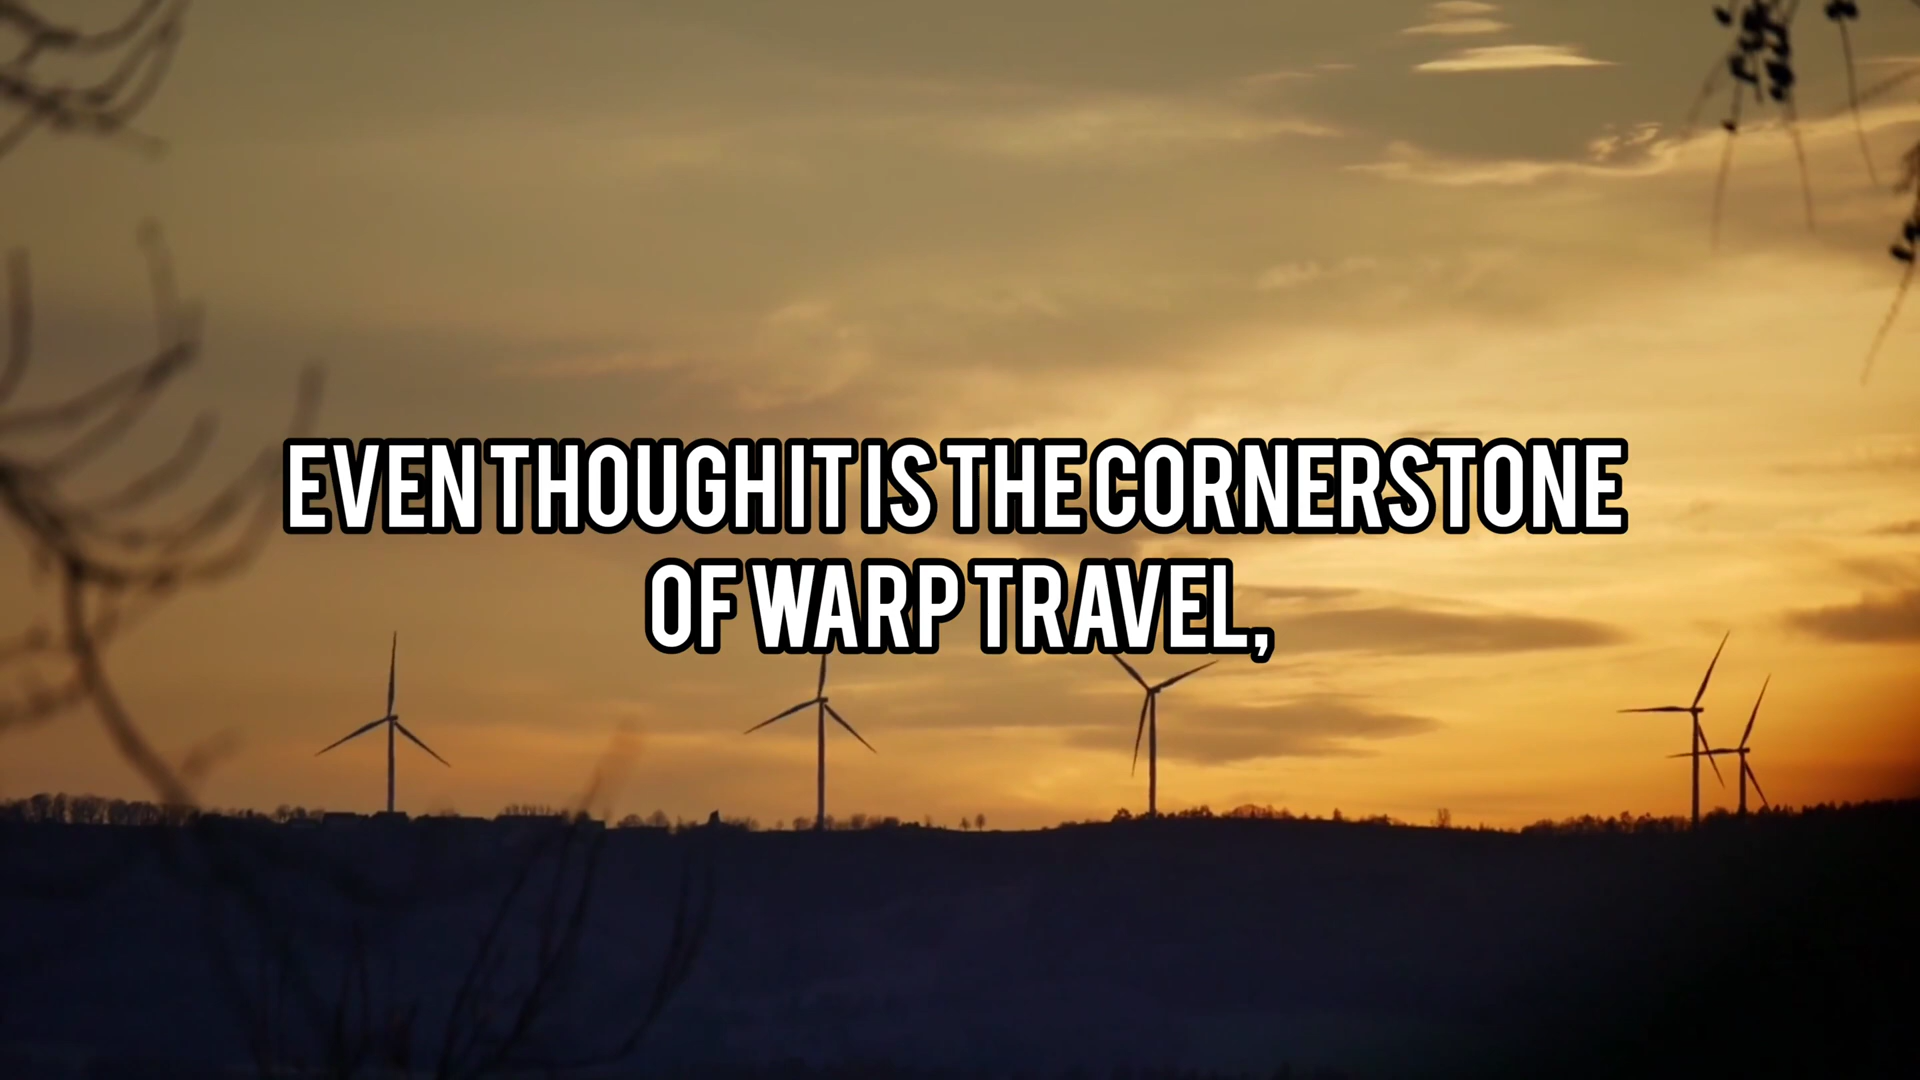 EVEN THOUGH IT IS THE CORNERSTONE
OF WARP TRAVEL,